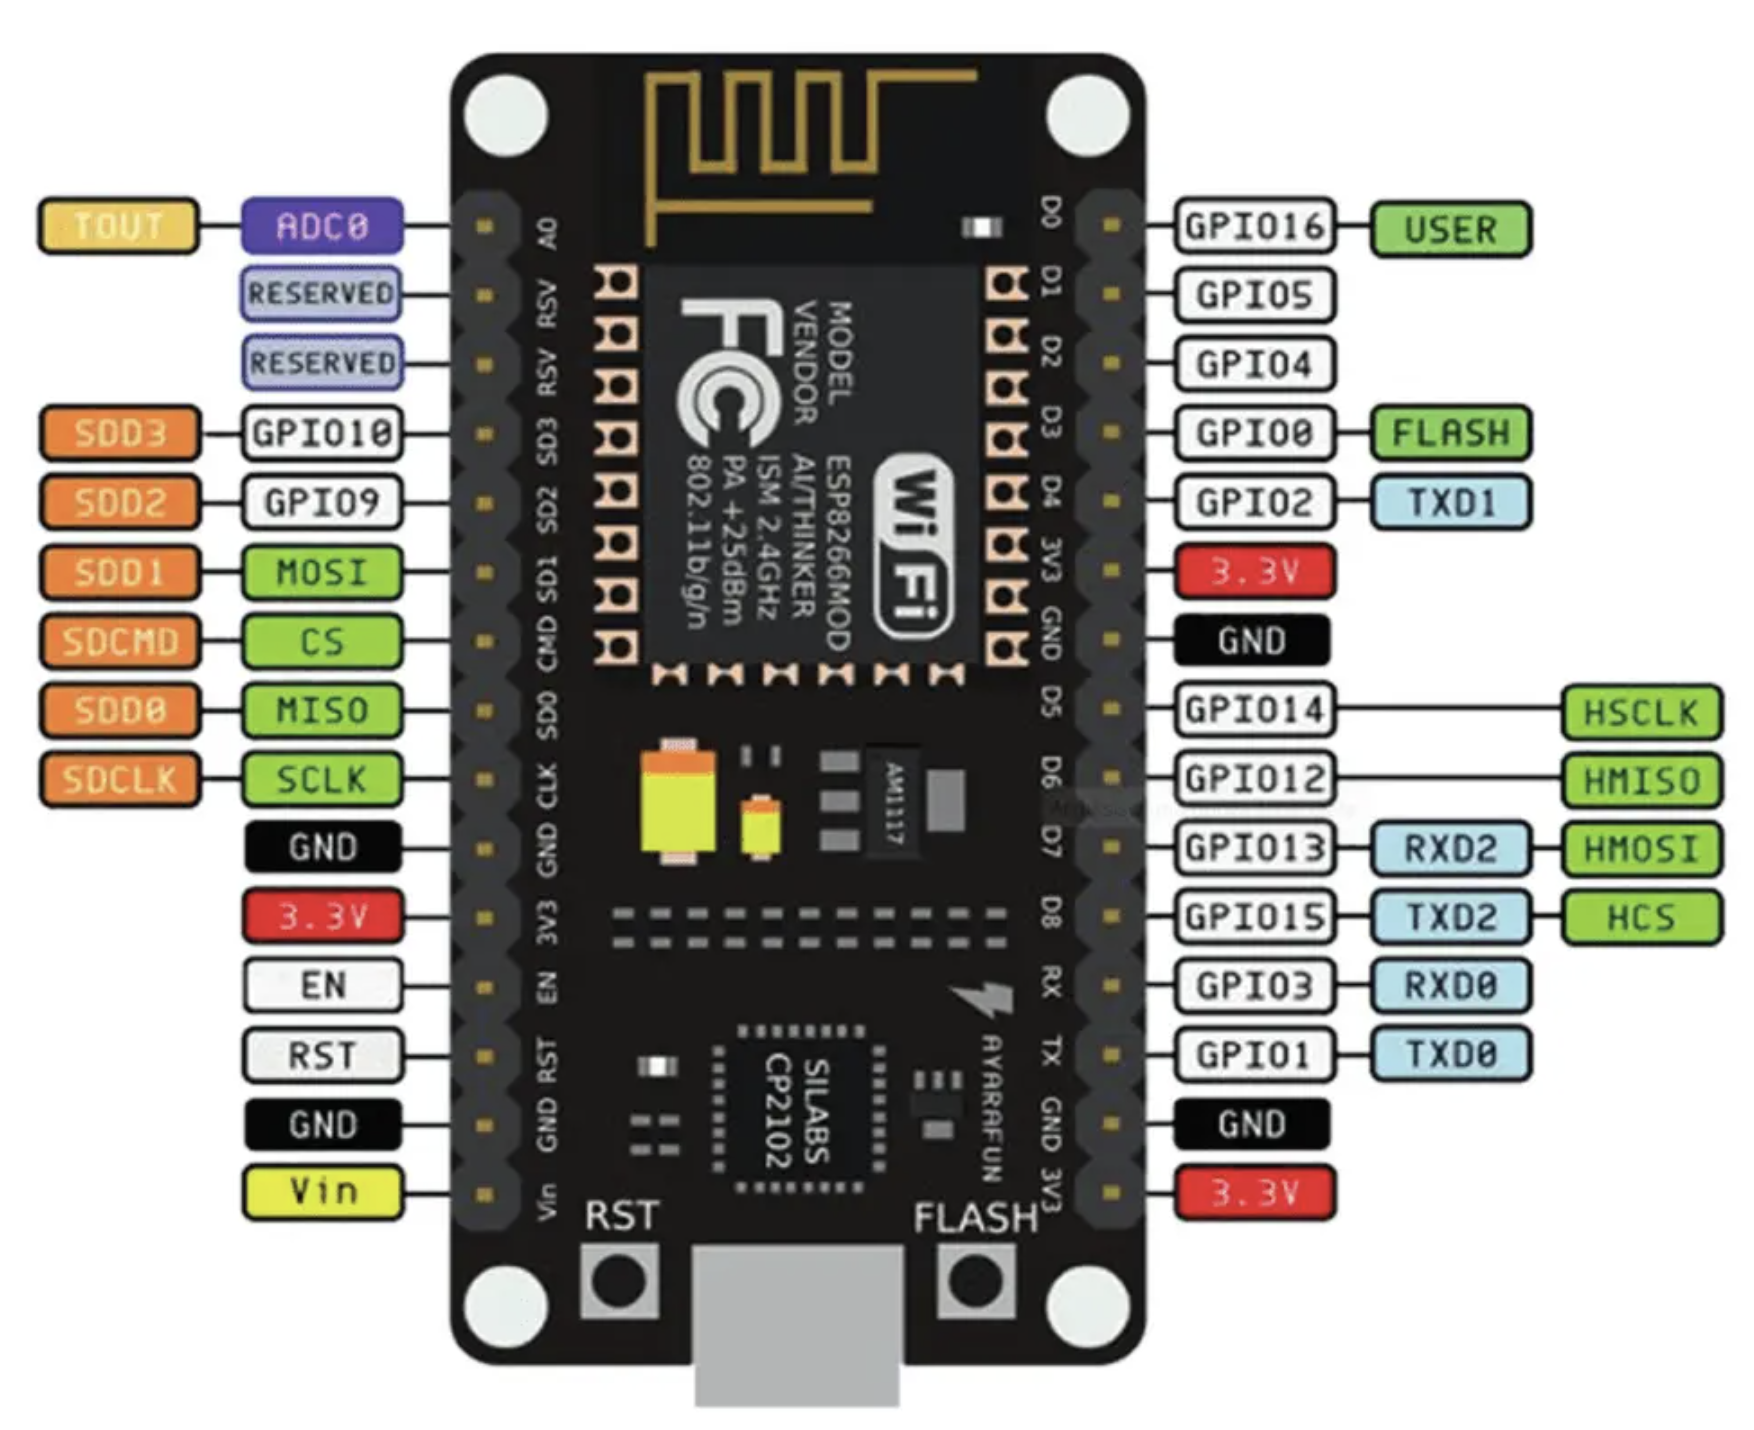 TOUT ADC0 A0 D0 GPIO16 USER
RESERVED RSV D1 GPIO5
RESERVED RSV D2 GPIO4
SDD3 GPIO10 SD3 D3 GPIO0 FLASH
SDD2 GPIO9 SD2 D4 GPIO2 TXD1
SDD1 MOSI SD1 3V3 3.3V
SDCMD CS CMD GND GND
SDD0 MISO SD0 D5 GPIO14 HSCLK
SDCLK SCLK CLK D6 GPIO12 HMISO
GND GND D7 GPIO13 RXD2 HMOSI
3.3V 3V3 D8 GPIO15 TXD2 HCS
EN EN RX GPIO3 RXD0
RST RST TX GPIO1 TXD0
GND GND GND GND
Vin Vin 3V3 3.3V
FC
MODEL ESP8266MOD
VENDOR AI/THINKER
ISM 2.4GHz
PA +25dBm
802.11b/g/n
WiFi
AM1117
SILABS
CP2102
AYARAFUN
RST
FLASH